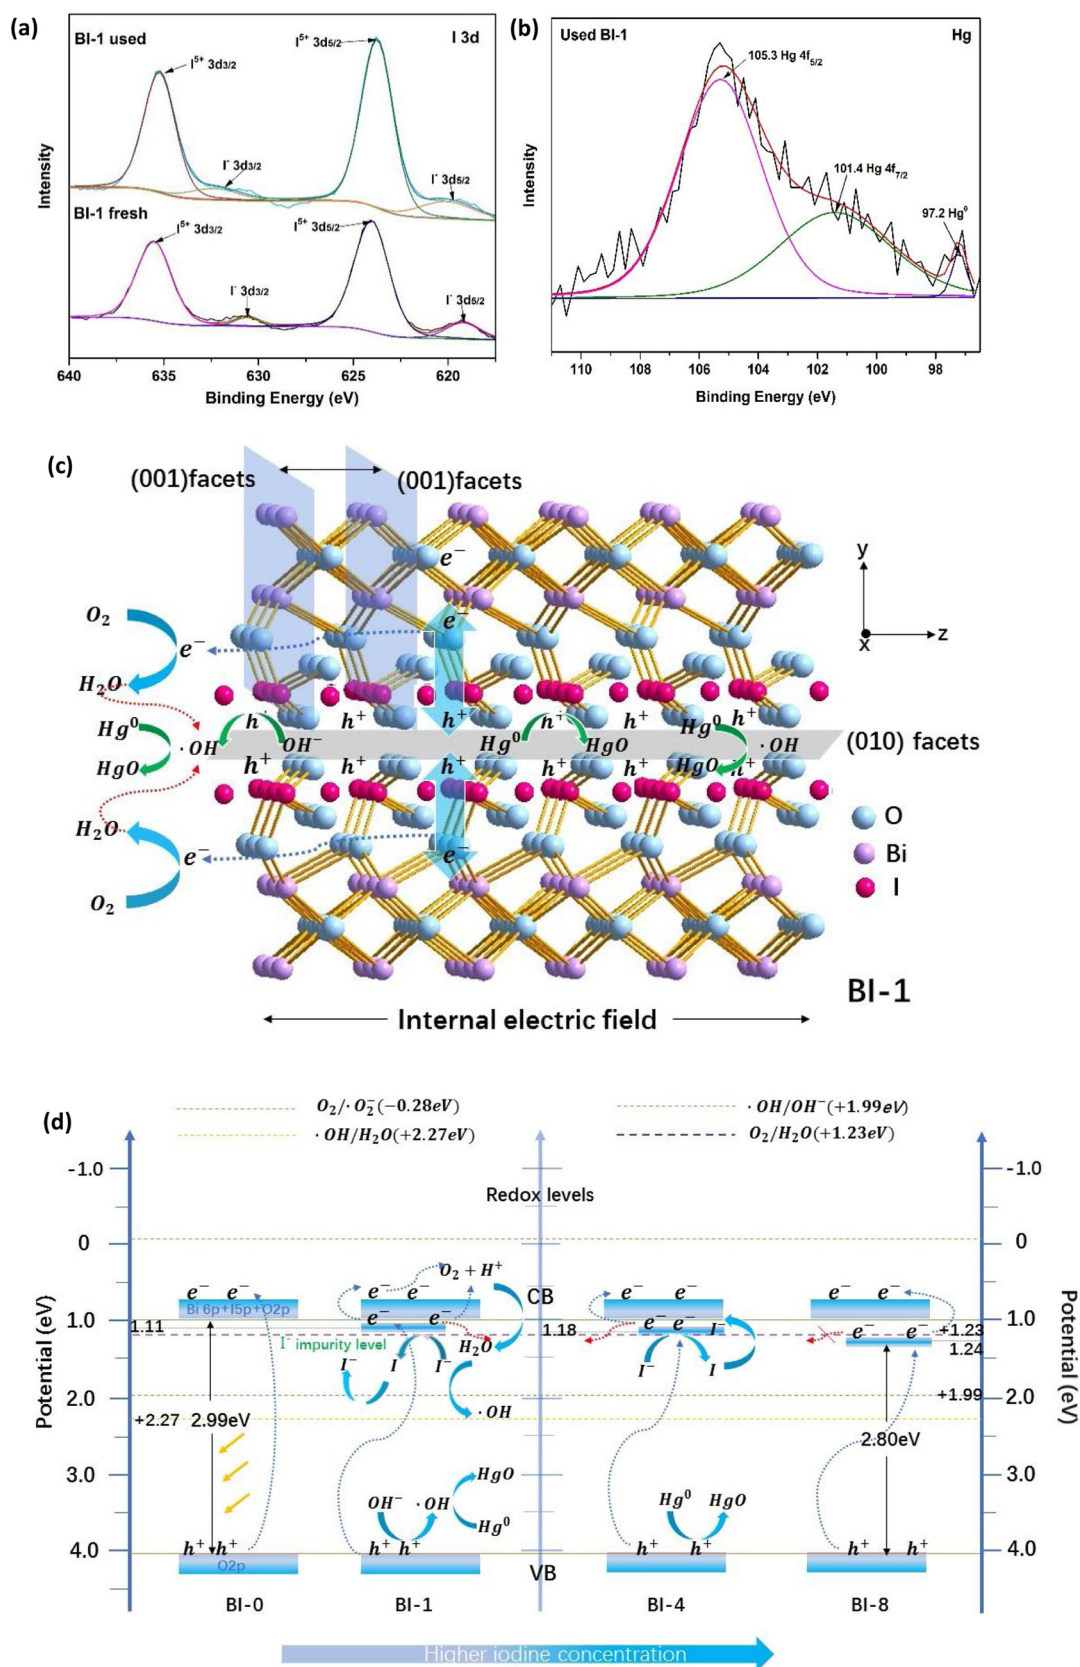 (a)
BI-1 used
I⁵⁺ 3d5/2
I 3d
I⁵⁺ 3d3/2
I⁻ 3d3/2
I⁻ 3d5/2
BI-1 fresh
I⁵⁺ 3d3/2
I⁵⁺ 3d5/2
I⁻ 3d3/2
I⁻ 3d5/2
Intensity
640 635 630 625 620
Binding Energy (eV)
(b)
Used BI-1
Hg
105.3 Hg 4f5/2
101.4 Hg 4f7/2
97.2 Hg⁰
Intensity
110 108 106 104 102 100 98
Binding Energy (eV)
(c)
(001)facets
(001)facets
e⁻
e⁻
O₂
e⁻
H₂O
y
x
z
Hg⁰
·OH
HgO
h⁺
OH⁻
h⁺
h⁺
Hg⁰
h⁺
HgO
h⁺
Hg⁰
h⁺
·OH
HgO
(010) facets
h⁺
h⁺
h⁺
h⁺
h⁺
h⁺
H₂O
e⁻
e⁻
O₂
O
Bi
I
BI-1
Internal electric field
(d)
O₂/·O₂⁻(−0.28eV)
·OH/H₂O(+2.27eV)
·OH/OH⁻(+1.99eV)
O₂/H₂O(+1.23eV)
Potential (eV)
-1.0
0
1.0
2.0
3.0
4.0
Redox levels
e⁻ e⁻
Bi 6p+I5p+O2p
1.11
+2.27
2.99eV
h⁺ h⁺
O2p
BI-0
e⁻ e⁻
O₂ + H⁺
CB
e⁻ e⁻
I⁻ impurity level
H₂O
I⁻
I
I⁻
·OH
HgO
OH⁻
·OH
Hg⁰
h⁺ h⁺
VB
BI-1
e⁻ e⁻
1.18
e⁻ e⁻
I⁻
I⁻
I
Hg⁰
HgO
h⁺
h⁺
BI-4
e⁻ e⁻
e⁻ e⁻
+1.23
1.24
+1.99
2.80eV
h⁺
h⁺
BI-8
-1.0
0
1.0
2.0
3.0
4.0
Potential (eV)
Higher iodine concentration